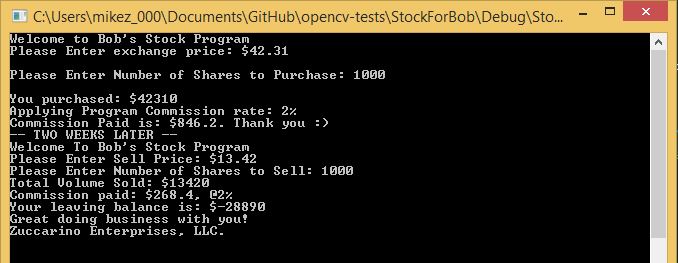 C:\Users\mikez_000\Documents\GitHub\opencv-tests\StockForBob\Debug\Sto...
Welcome to Bob's Stock Program
Please Enter exchange price: $42.31
Please Enter Number of Shares to Purchase: 1000
You purchased: $42310
Applying Program Commission rate: 2%
Commission Paid is: $846.2. Thank you :)
-- TWO WEEKS LATER --
Welcome To Bob's Stock Program
Please Enter Sell Price: $13.42
Please Enter Number of Shares to Sell: 1000
Total Volume Sold: $13420
Commission paid: $268.4, @2%
Your leaving balance is: $-28890
Great doing business with you!
Zuccarino Enterprises, LLC.